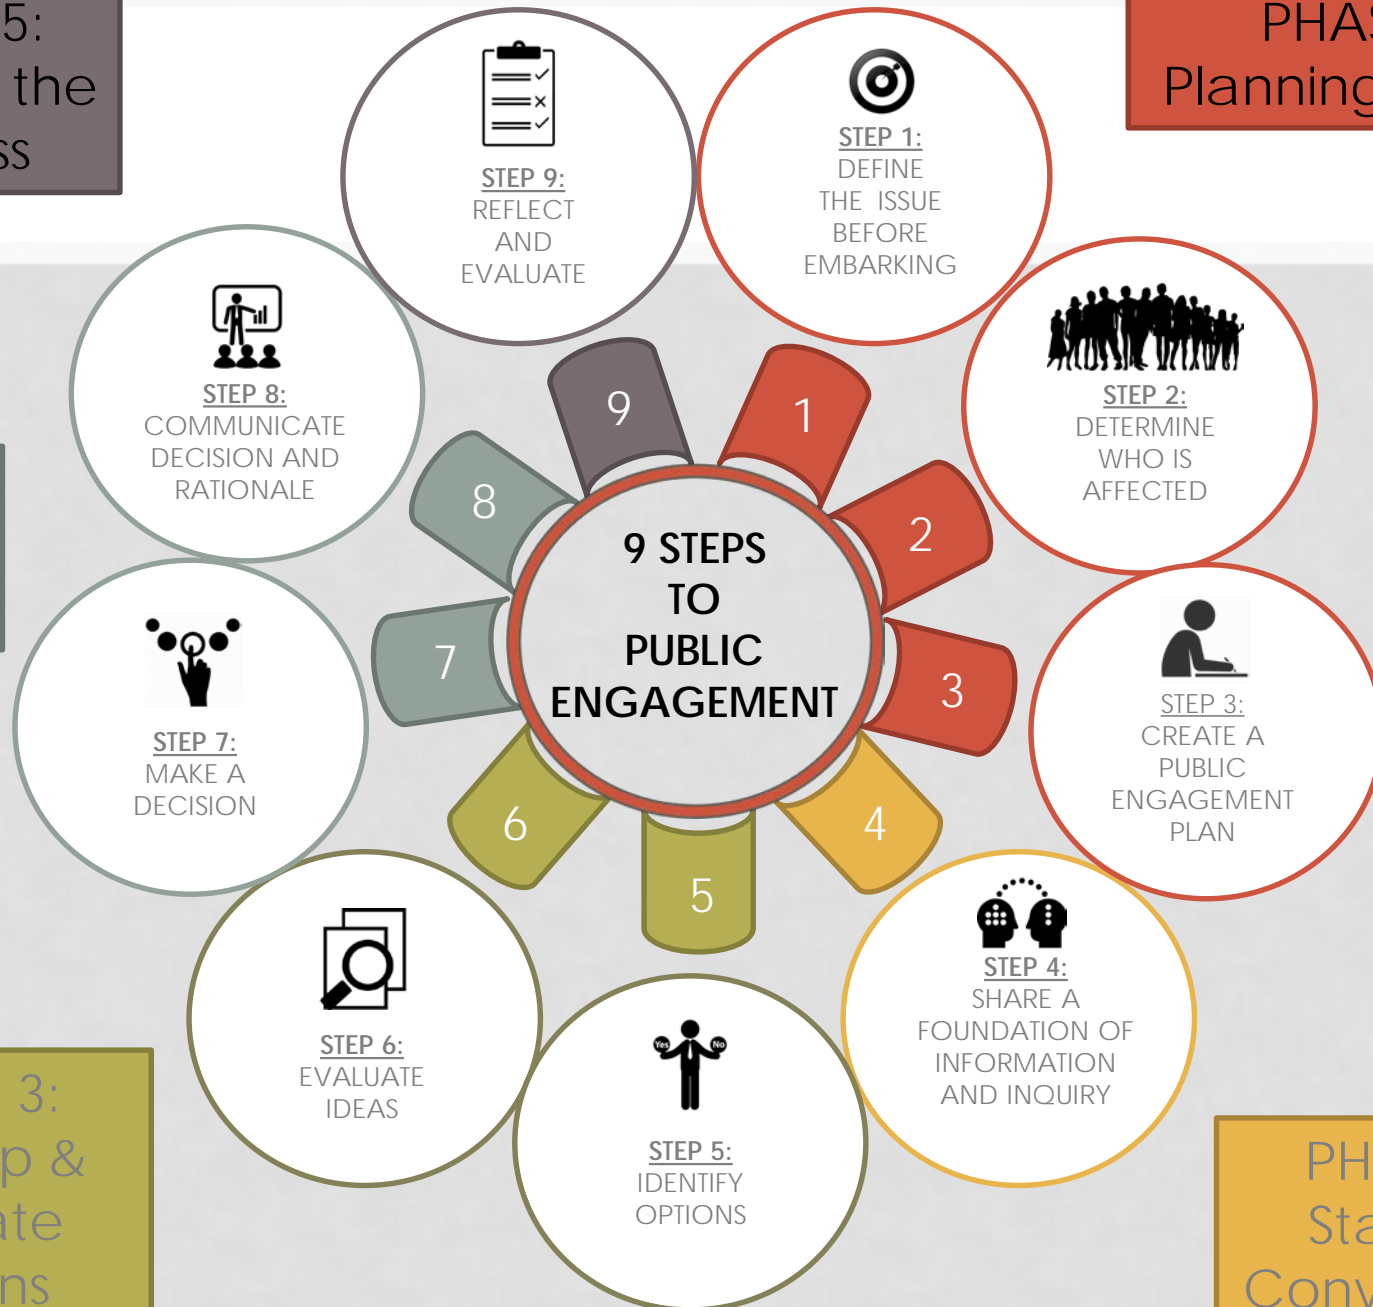 5:
the
ss
PHAS
Planning
STEP 9:
REFLECT
AND
EVALUATE
STEP 1:
DEFINE
THE ISSUE
BEFORE
EMBARKING
STEP 8:
COMMUNICATE
DECISION AND
RATIONALE
STEP 2:
DETERMINE
WHO IS
AFFECTED
9
1
8
2
7
3
6
4
5
9 STEPS
TO
PUBLIC
ENGAGEMENT
STEP 7:
MAKE A
DECISION
STEP 3:
CREATE A
PUBLIC
ENGAGEMENT
PLAN
STEP 6:
EVALUATE
IDEAS
Yes
No
STEP 5:
IDENTIFY
OPTIONS
STEP 4:
SHARE A
FOUNDATION OF
INFORMATION
AND INQUIRY
3:
p &
ate
ns
PH
Sta
Conv